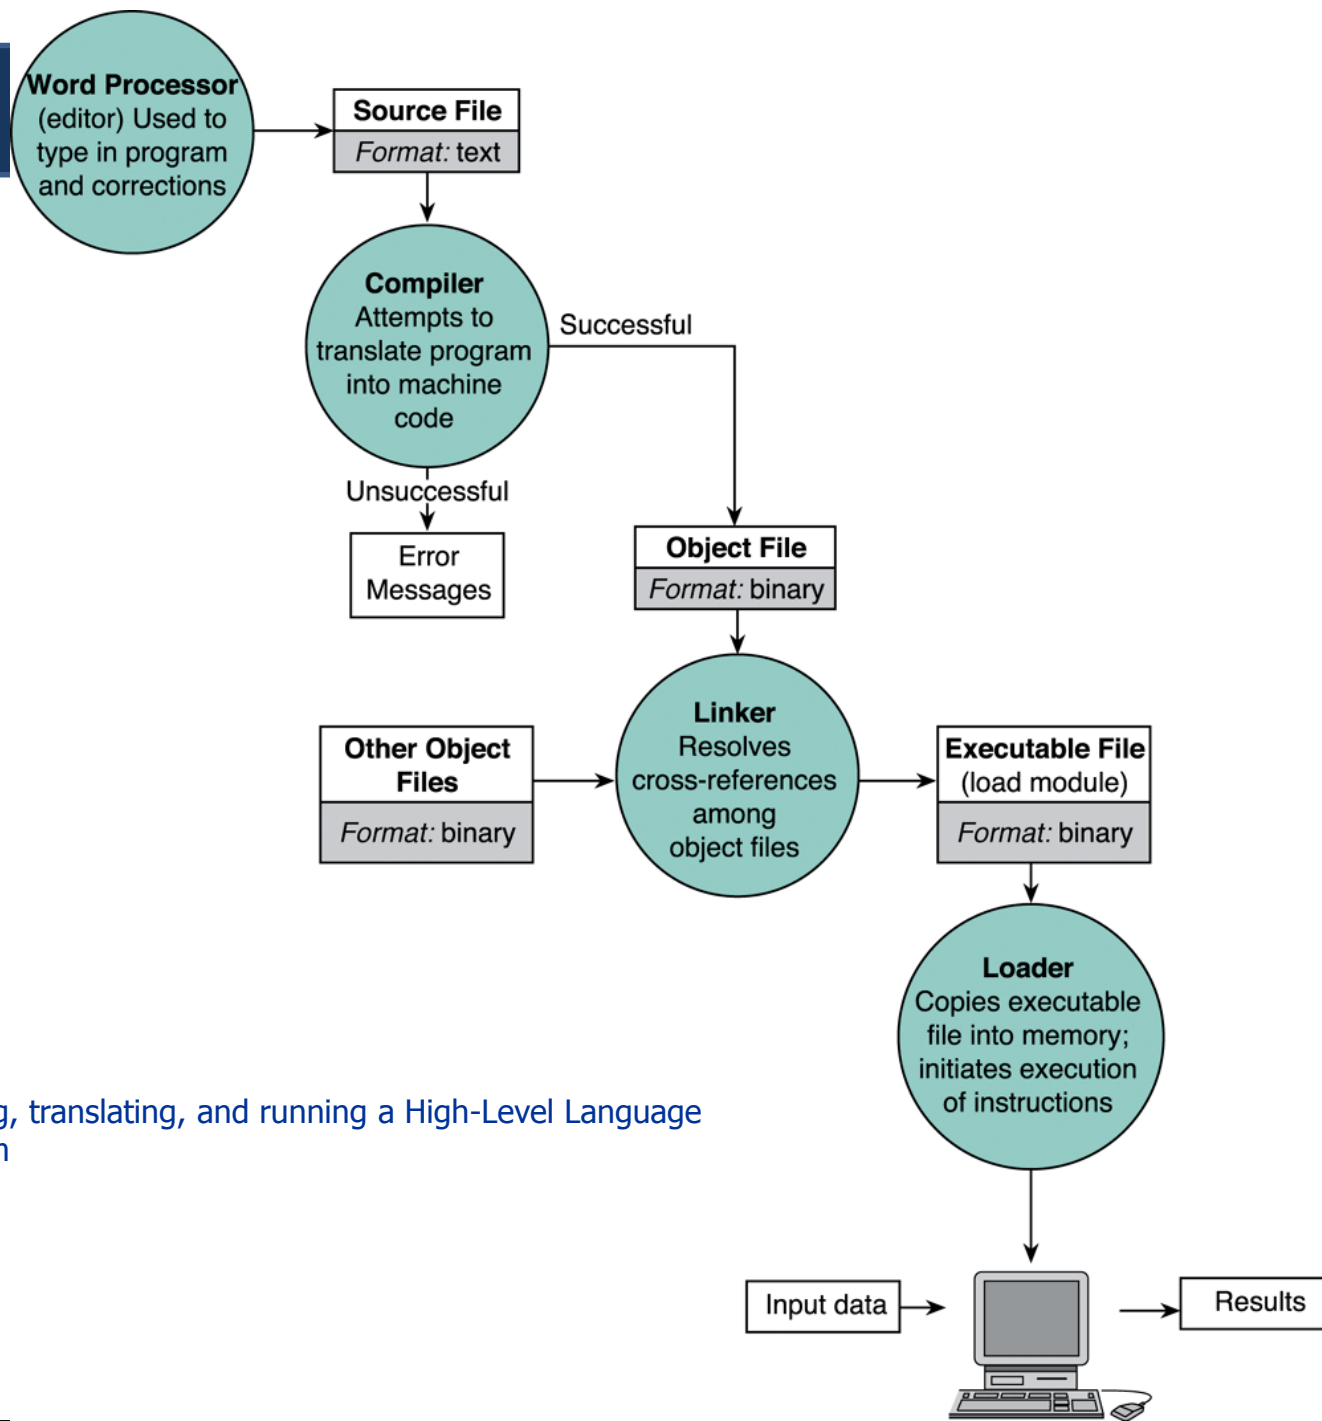 Word Processor
(editor) Used to
type in program
and corrections
Source File
Format: text
Compiler
Attempts to
translate program
into machine
code
Successful
Unsuccessful
Error
Messages
Object File
Format: binary
Other Object
Files
Format: binary
Linker
Resolves
cross-references
among
object files
Executable File
(load module)
Format: binary
Loader
Copies executable
file into memory;
initiates execution
of instructions
, translating, and running a High-Level Language
Input data
Results